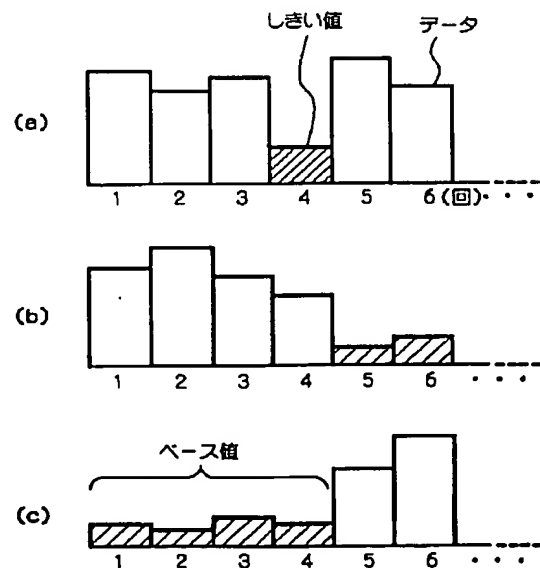 しきい値 データ
(a)
1 2 3 4 5 6(回)・・・
(b)
1 2 3 4 5 6 ・・・
ベース値
(c)
1 2 3 4 5 6 ・・・